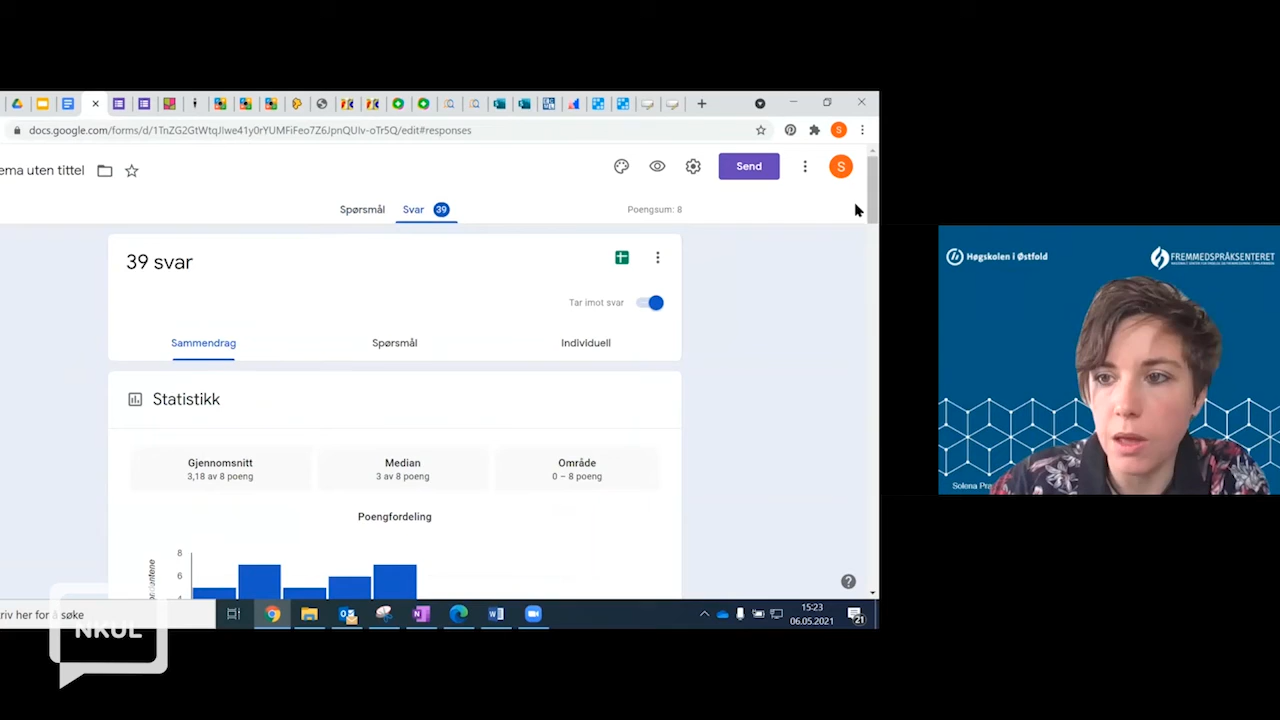 docs.google.com/forms/d/1TnZG2GtWtqJlwe41y0rYUMFiFeo7Z6JpnQUlv-oTr5Q/edit#responses
ema uten tittel
Send
S
Spørsmål
Svar 39
Poengsum: 8
39 svar
Tar imot svar
Sammendrag
Spørsmål
Individuell
Statistikk
Gjennomsnitt
3,18 av 8 poeng
Median
3 av 8 poeng
Område
0 – 8 poeng
Poengfordeling
8
6
riv her for å søke
15:23
06.05.2021
21
NKUL
Høgskolen i Østfold
FREMMEDSPRÅKSENTERET
Solena